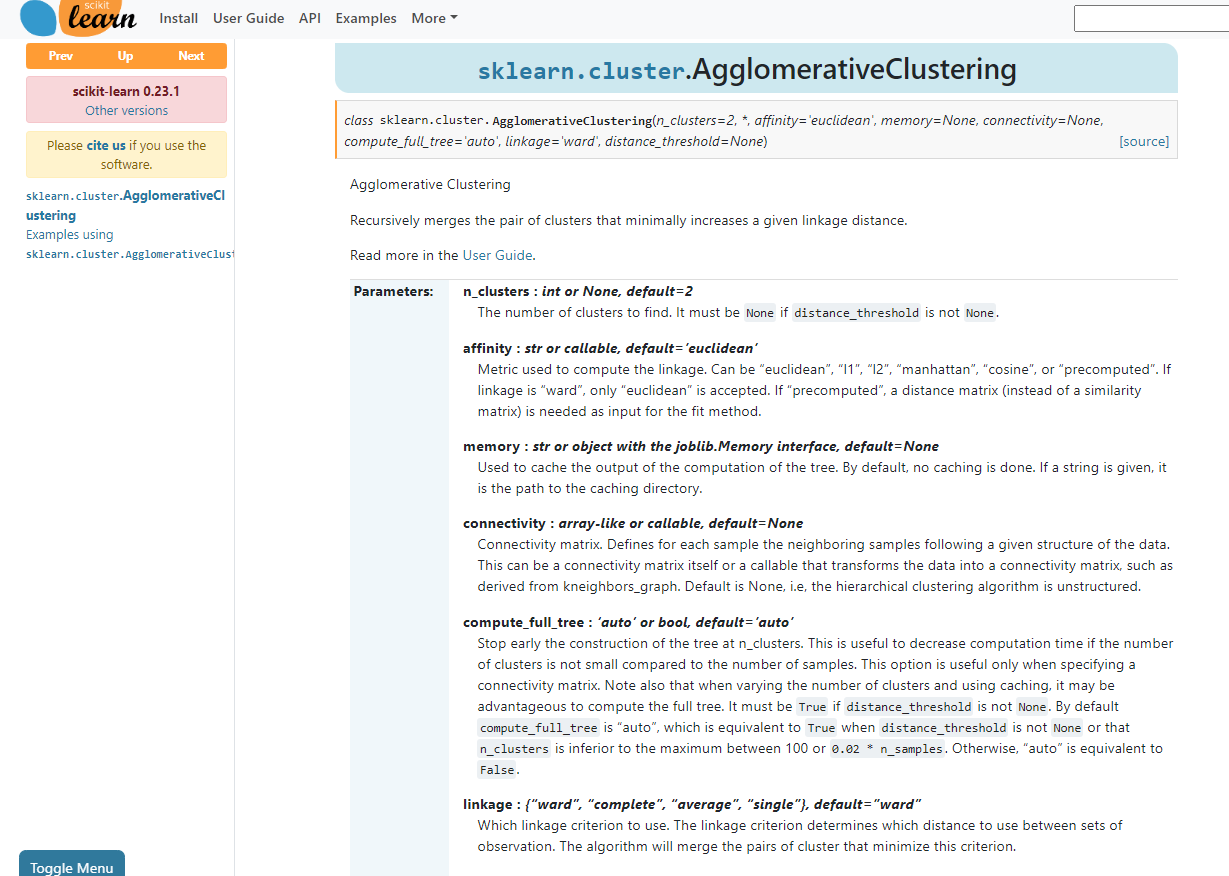 scikit
learn
Install User Guide API Examples More
Prev Up Next
scikit-learn 0.23.1
Other versions
Please cite us if you use the
software.
sklearn.cluster.AgglomerativeCl
ustering
Examples using
sklearn.cluster.AgglomerativeClust
Toggle Menu
sklearn.cluster.AgglomerativeClustering
class sklearn.cluster.AgglomerativeClustering(n_clusters=2, *, affinity='euclidean', memory=None, connectivity=None,
compute_full_tree='auto', linkage='ward', distance_threshold=None) [source]
Agglomerative Clustering
Recursively merges the pair of clusters that minimally increases a given linkage distance.
Read more in the User Guide.
Parameters:
n_clusters : int or None, default=2
The number of clusters to find. It must be None if distance_threshold is not None.
affinity : str or callable, default='euclidean'
Metric used to compute the linkage. Can be “euclidean”, “l1”, “l2”, “manhattan”, “cosine”, or “precomputed”. If
linkage is “ward”, only “euclidean” is accepted. If “precomputed”, a distance matrix (instead of a similarity
matrix) is needed as input for the fit method.
memory : str or object with the joblib.Memory interface, default=None
Used to cache the output of the computation of the tree. By default, no caching is done. If a string is given, it
is the path to the caching directory.
connectivity : array-like or callable, default=None
Connectivity matrix. Defines for each sample the neighboring samples following a given structure of the data.
This can be a connectivity matrix itself or a callable that transforms the data into a connectivity matrix, such as
derived from kneighbors_graph. Default is None, i.e, the hierarchical clustering algorithm is unstructured.
compute_full_tree : 'auto' or bool, default='auto'
Stop early the construction of the tree at n_clusters. This is useful to decrease computation time if the number
of clusters is not small compared to the number of samples. This option is useful only when specifying a
connectivity matrix. Note also that when varying the number of clusters and using caching, it may be
advantageous to compute the full tree. It must be True if distance_threshold is not None. By default
compute_full_tree is “auto”, which is equivalent to True when distance_threshold is not None or that
n_clusters is inferior to the maximum between 100 or 0.02 * n_samples. Otherwise, “auto” is equivalent to
False.
linkage : {“ward”, “complete”, “average”, “single”}, default=”ward”
Which linkage criterion to use. The linkage criterion determines which distance to use between sets of
observation. The algorithm will merge the pairs of cluster that minimize this criterion.